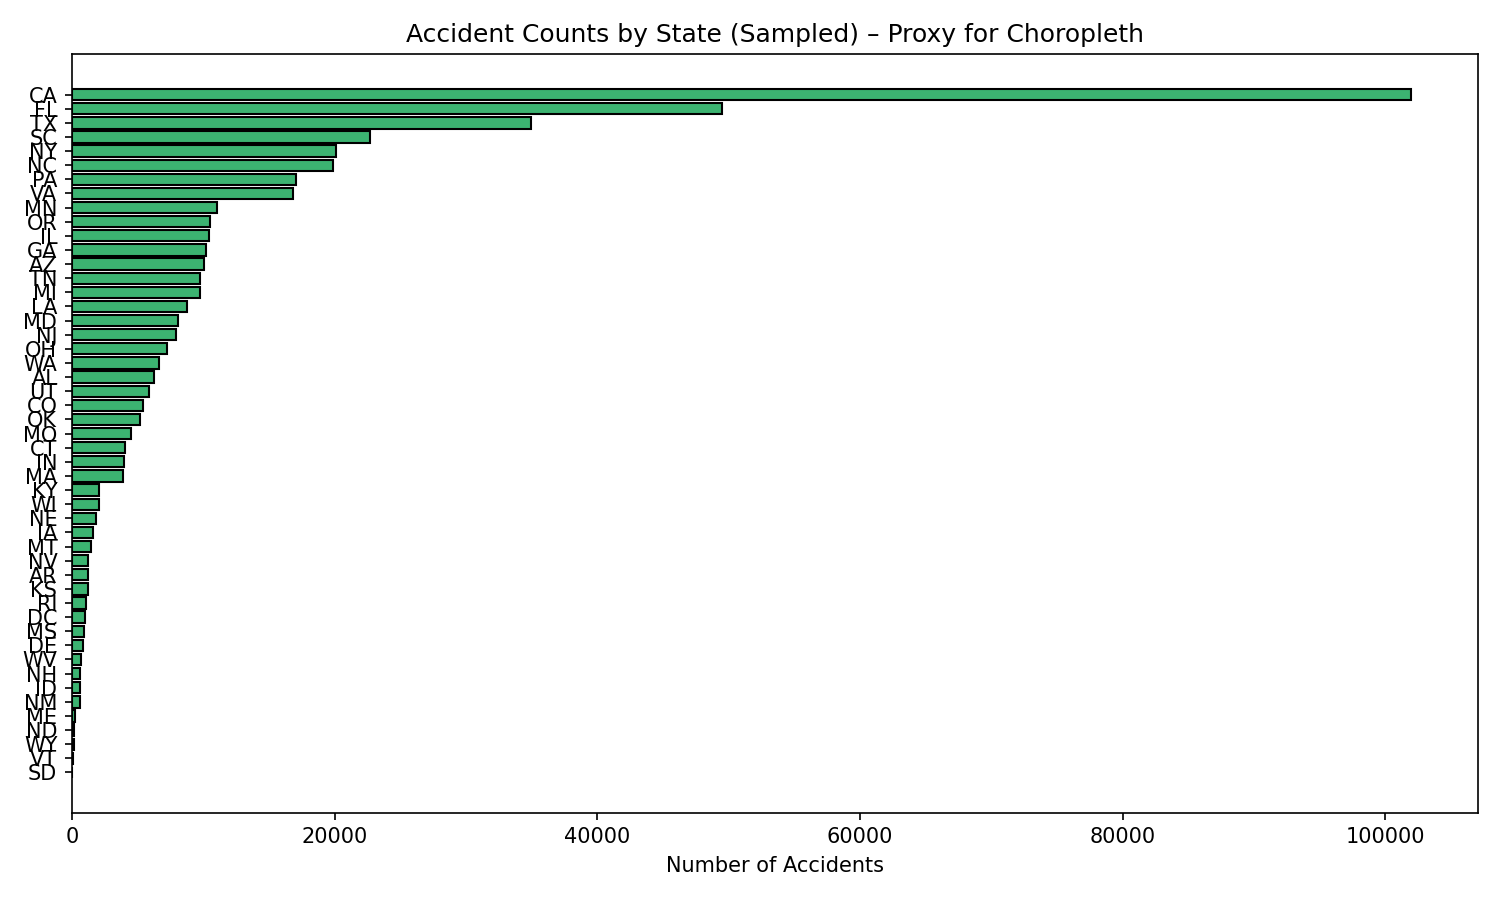 Accident Counts by State (Sampled) – Proxy for Choropleth
CA
FL
TX
SC
NY
NC
PA
VA
MN
OR
IL
GA
AZ
TN
MI
LA
MD
NJ
OH
WA
AL
UT
CO
OK
MO
CT
IN
MA
KY
WI
NE
IA
MT
NV
AR
KS
RI
DC
MS
DE
WV
NH
ID
NM
ME
ND
WY
VT
SD
0 20000 40000 60000 80000 100000
Number of Accidents